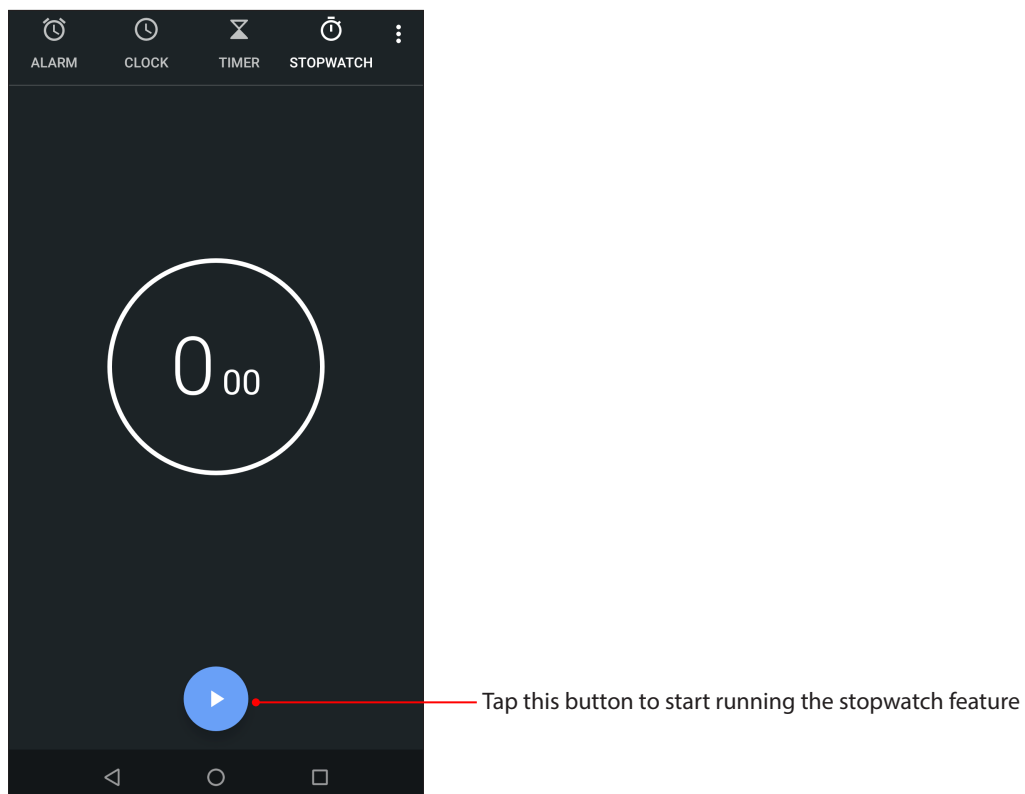 ALARM CLOCK TIMER STOPWATCH
0 00
Tap this button to start running the stopwatch feature